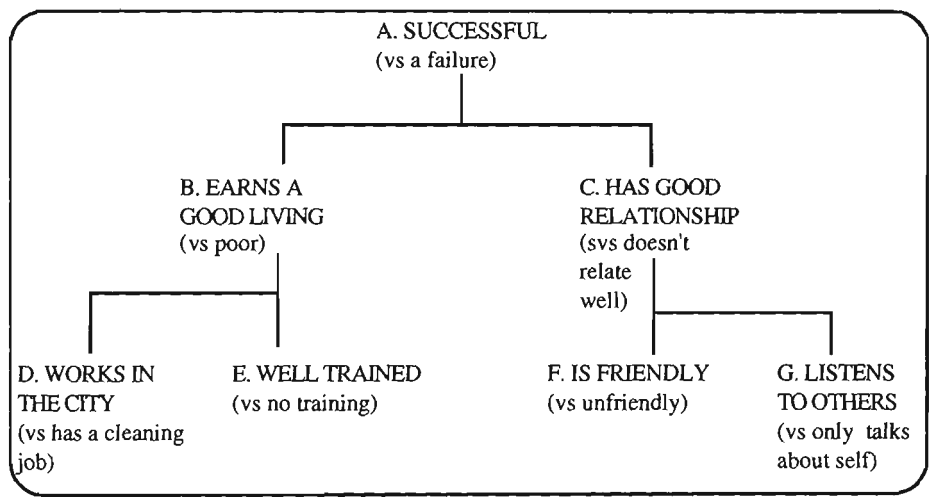 A. SUCCESSFUL
(vs a failure)
B. EARNS A
GOOD LIVING
(vs poor)
C. HAS GOOD
RELATIONSHIP
(svs doesn't
relate
well)
D. WORKS IN
THE CITY
(vs has a cleaning
job)
E. WELL TRAINED
(vs no training)
F. IS FRIENDLY
(vs unfriendly)
G. LISTENS
TO OTHERS
(vs only talks
about self)